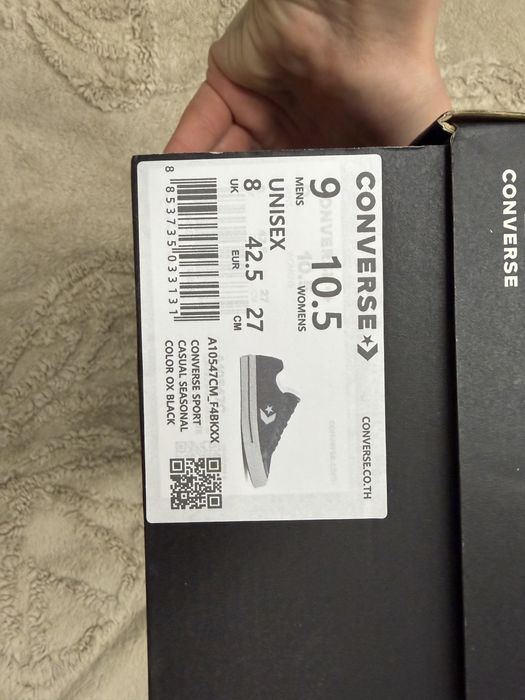 CONVERSE
CONVERSE
CONVERSE.CO.TH
9 10.5
MENS WOMENS
UNISEX
8 42.5 27
UK EUR CM
8 853735 033131
A10547CM_F4BKXX
CONVERSE SPORT
CASUAL SEASONAL
COLOR OX BLACK